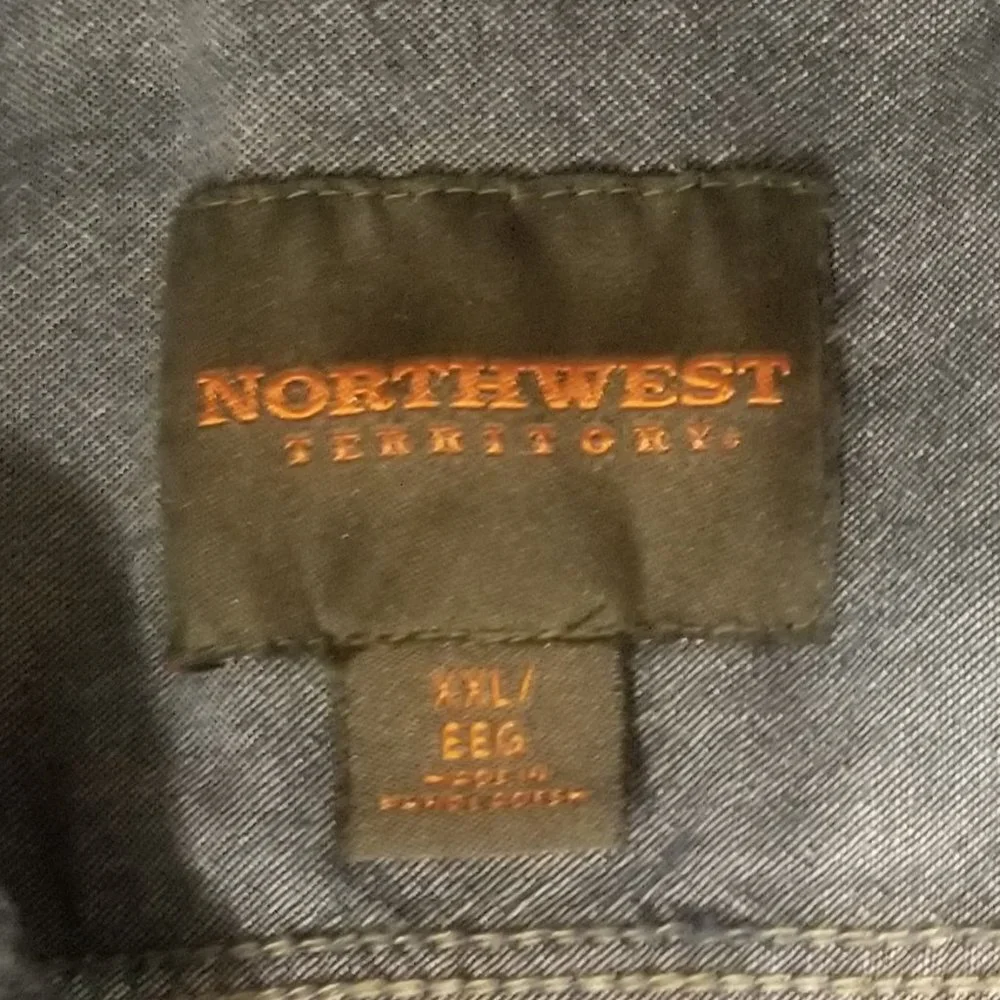 NORTHWEST
TERRITORY®
XXL/
EEG
MADE IN
BANGLADESH